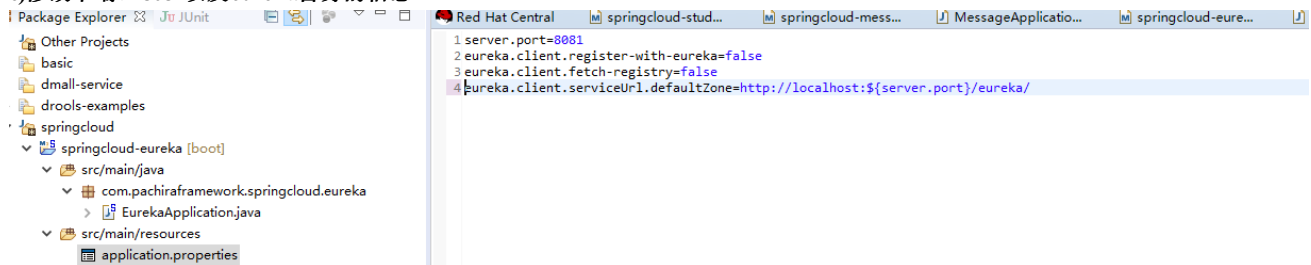 Package Explorer JUnit
Other Projects
basic
dmall-service
drools-examples
springcloud
springcloud-eureka [boot]
src/main/java
com.pachiraframework.springcloud.eureka
EurekaApplication.java
src/main/resources
application.properties
Red Hat Central springcloud-stud... springcloud-mess... MessageApplicatio... springcloud-eure...
1 server.port=8081
2 eureka.client.register-with-eureka=false
3 eureka.client.fetch-registry=false
4 eureka.client.serviceUrl.defaultZone=http://localhost:${server.port}/eureka/